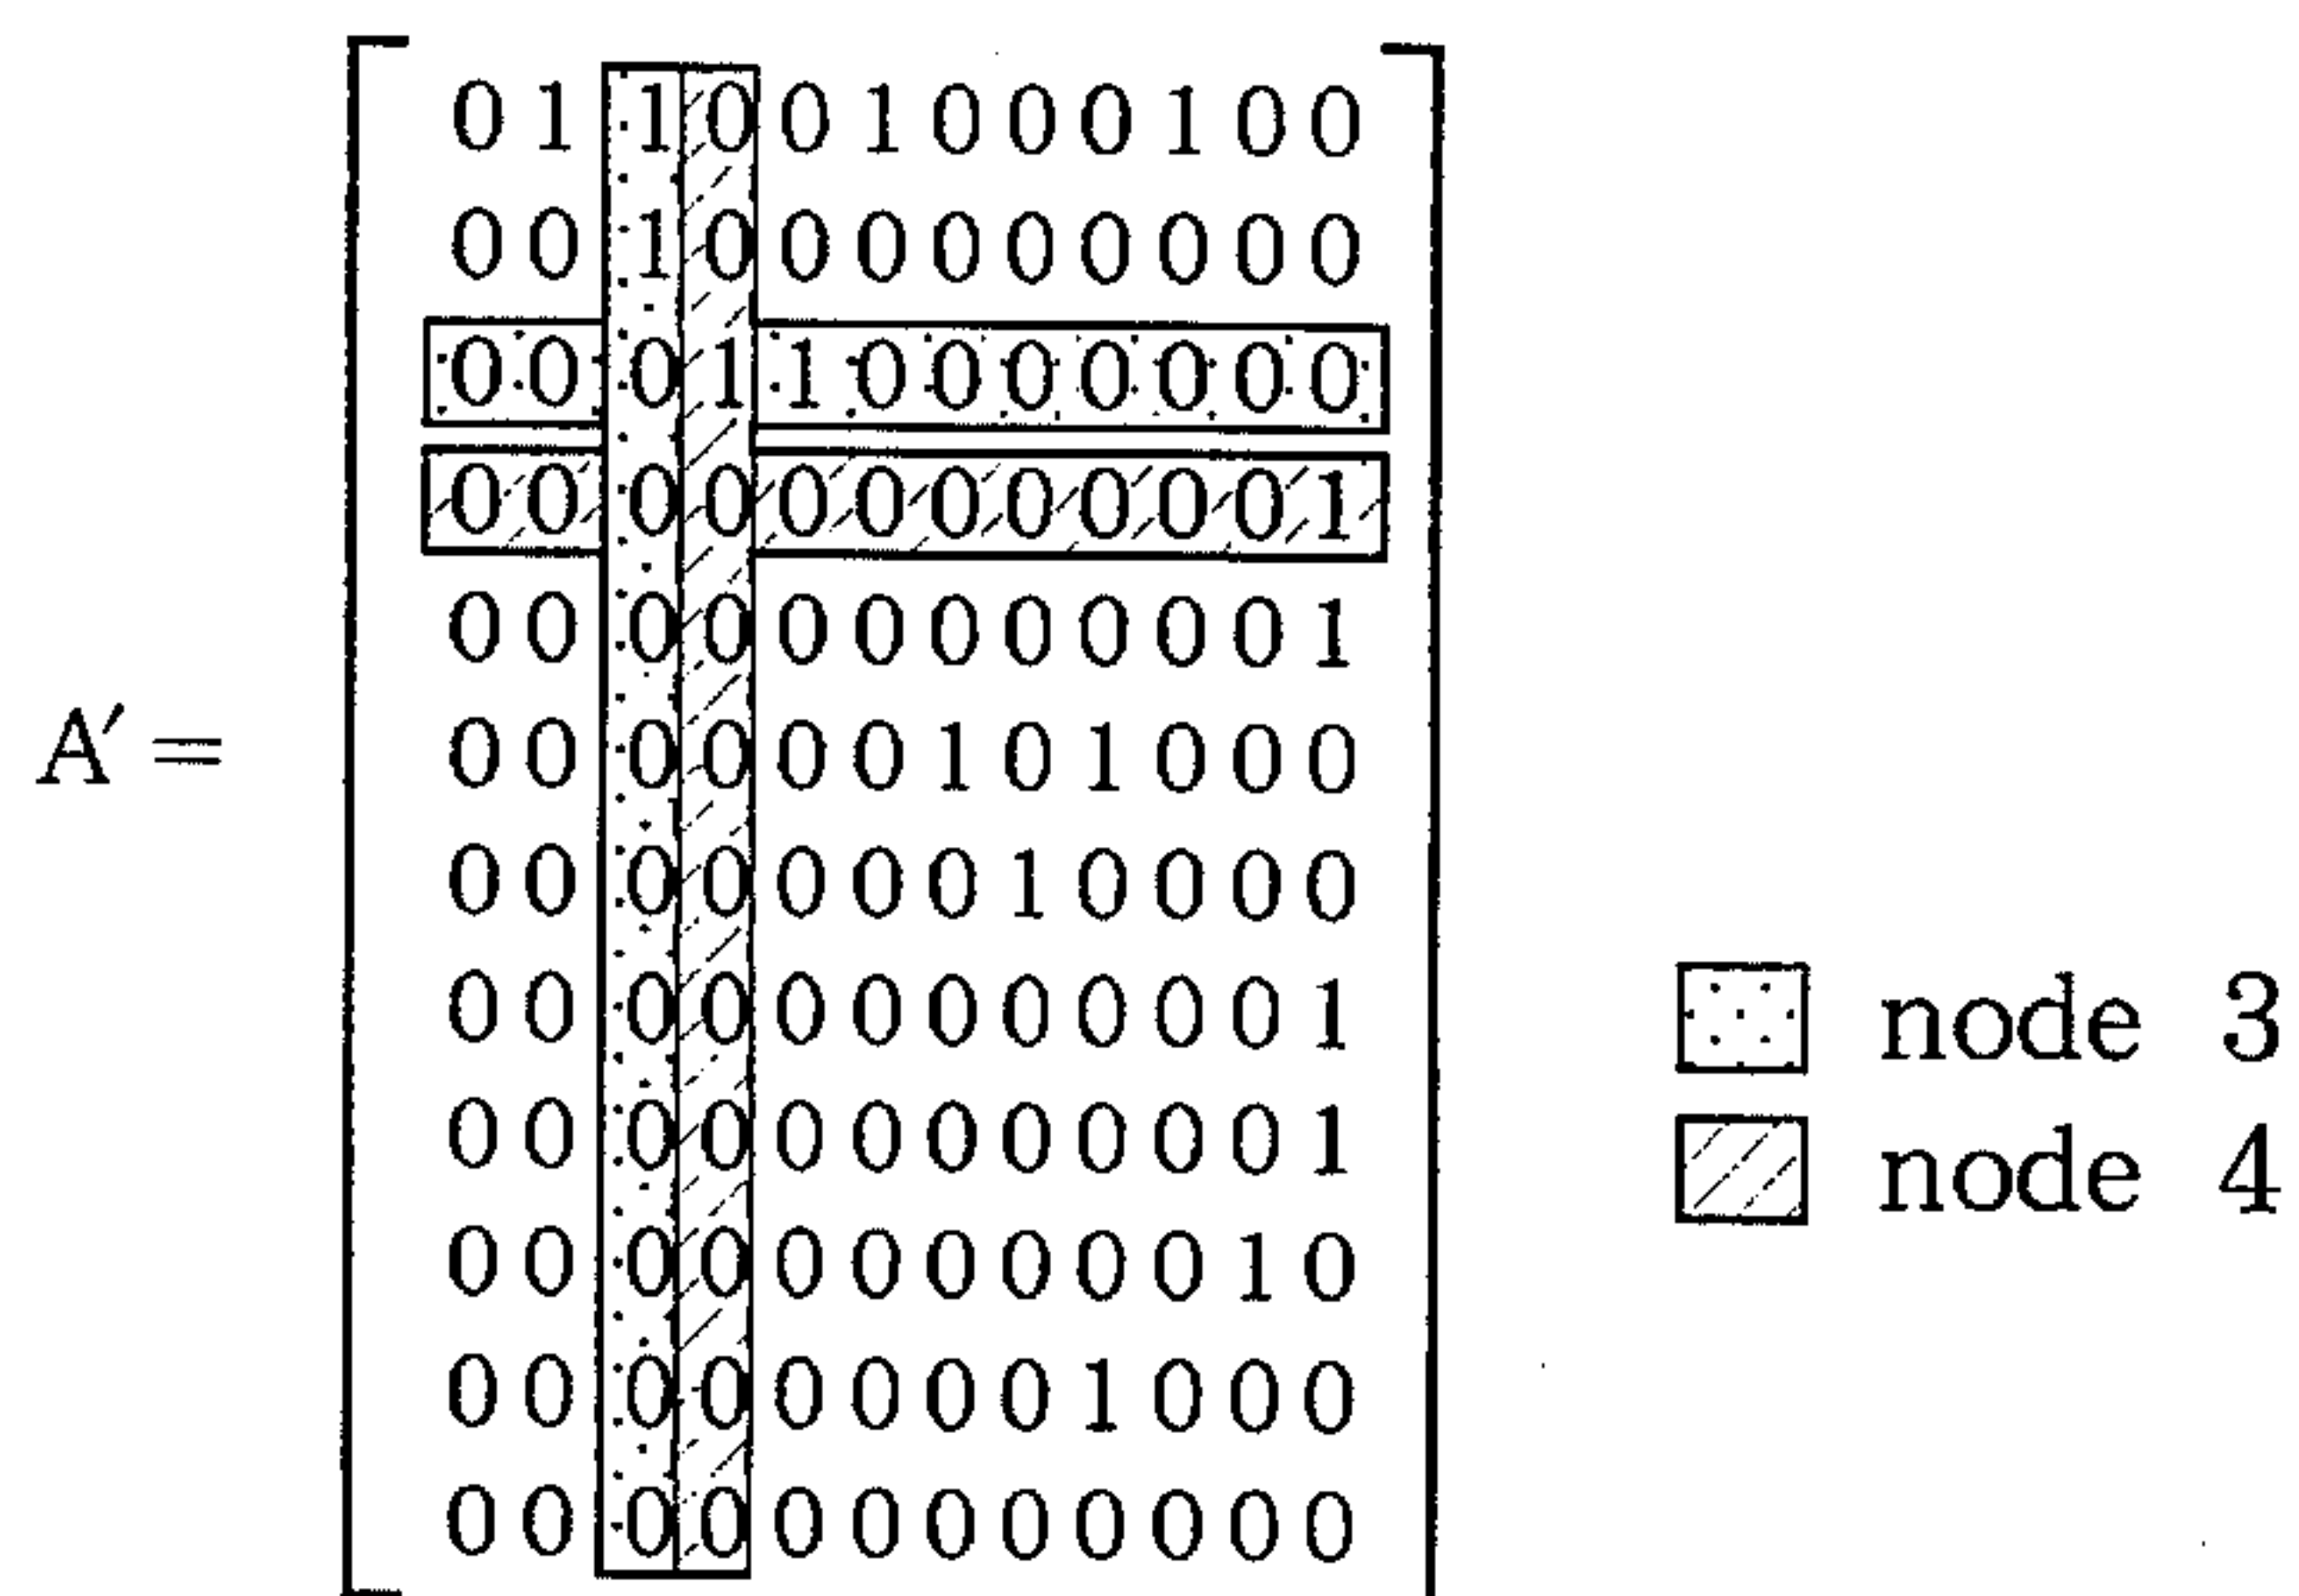 0 1 1 0 0 1 0 0 0 1 0 0
0 0 1 0 0 0 0 0 0 0 0 0
0 0 0 1 1 0 0 0 0 0 0 0
0 0 0 0 0 0 0 0 0 0 0 1
0 0 0 0 0 0 0 0 0 0 0 1
A′= 0 0 0 0 0 0 1 0 1 0 0 0
0 0 0 0 0 0 0 1 0 0 0 0
0 0 0 0 0 0 0 0 0 0 0 1 node 3
0 0 0 0 0 0 0 0 0 0 0 1 node 4
0 0 0 0 0 0 0 0 0 0 1 0
0 0 0 0 0 0 0 0 1 0 0 0
0 0 0 0 0 0 0 0 0 0 0 0